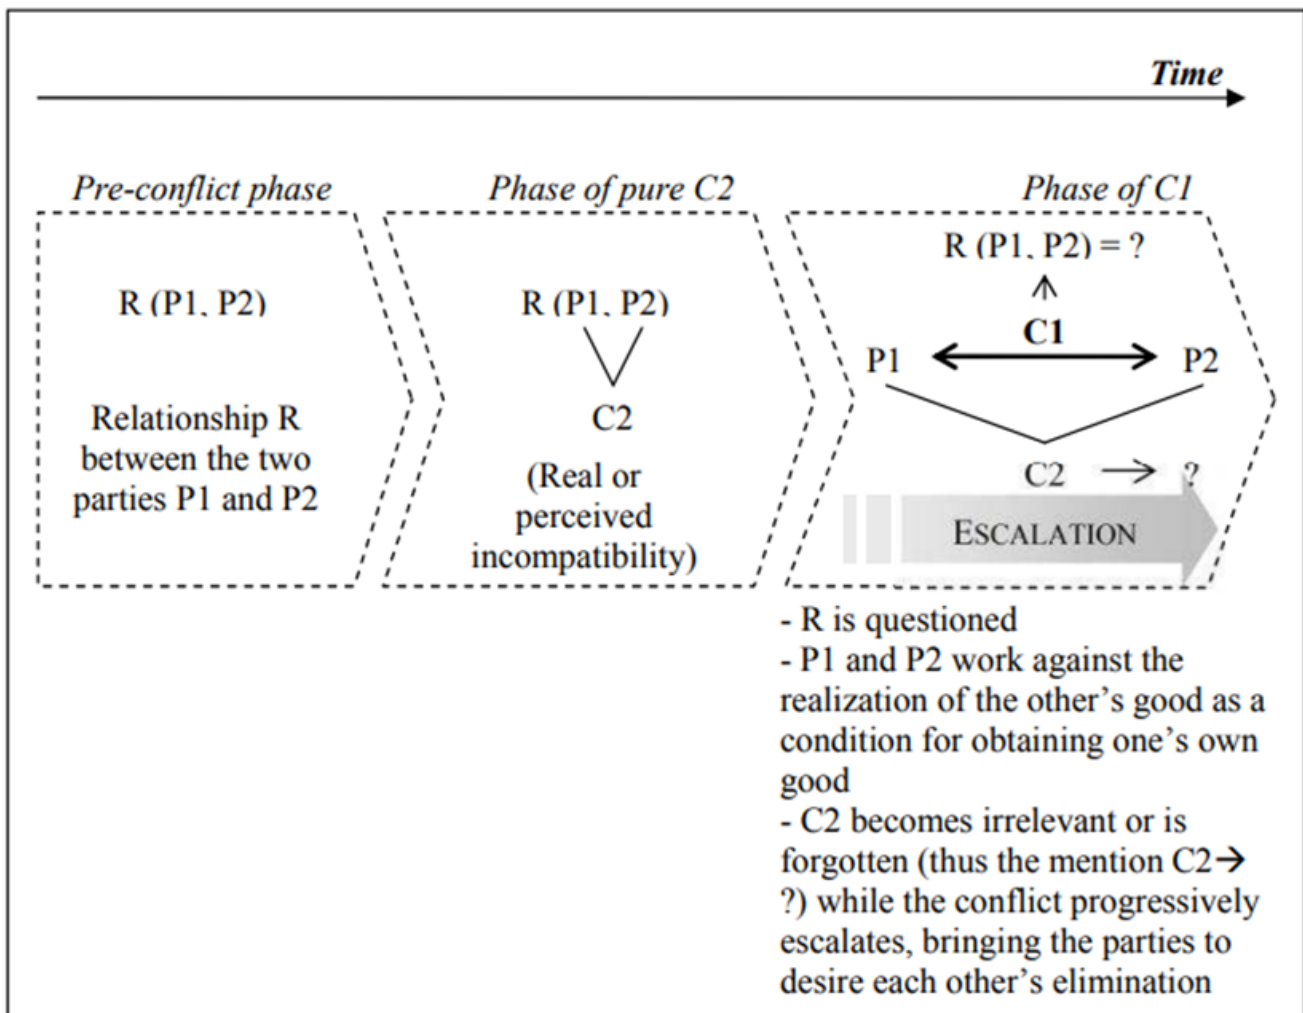 Time
Pre-conflict phase
R (P1, P2)
Relationship R
between the two
parties P1 and P2
Phase of pure C2
R (P1, P2)
C2
(Real or
perceived
incompatibility)
Phase of C1
R (P1, P2) = ?
C1
P1
P2
C2 → ?
ESCALATION
- R is questioned
- P1 and P2 work against the
realization of the other’s good as a
condition for obtaining one’s own
good
- C2 becomes irrelevant or is
forgotten (thus the mention C2→
?) while the conflict progressively
escalates, bringing the parties to
desire each other’s elimination